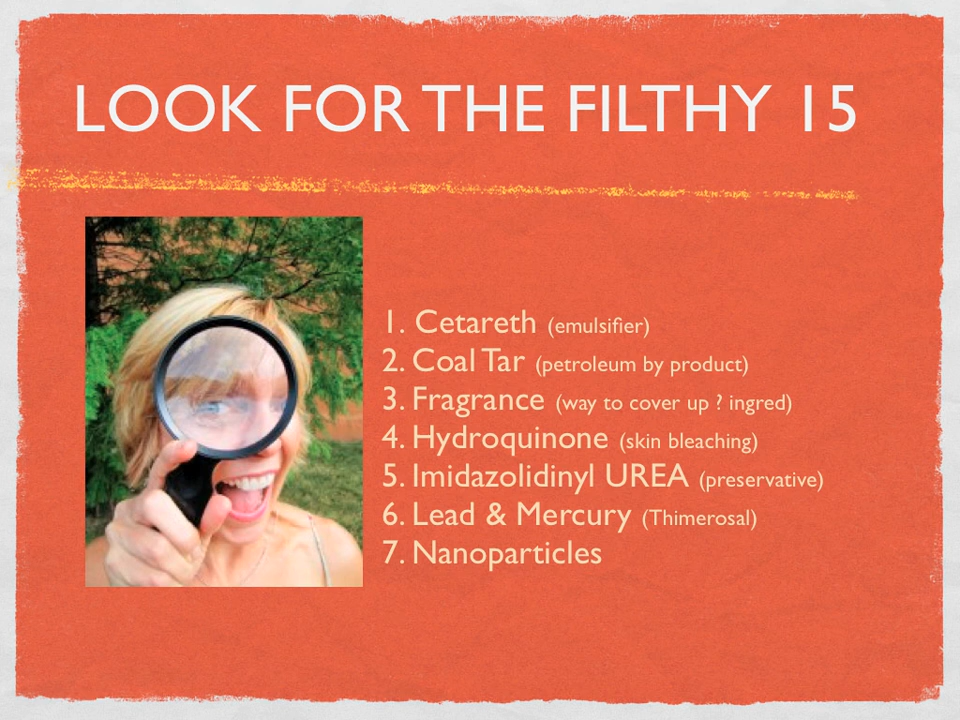 LOOK FOR THE FILTHY 15
1. Cetareth (emulsifier)
2. Coal Tar (petroleum by product)
3. Fragrance (way to cover up ? ingred)
4. Hydroquinone (skin bleaching)
5. Imidazolidinyl UREA (preservative)
6. Lead & Mercury (Thimerosal)
7. Nanoparticles